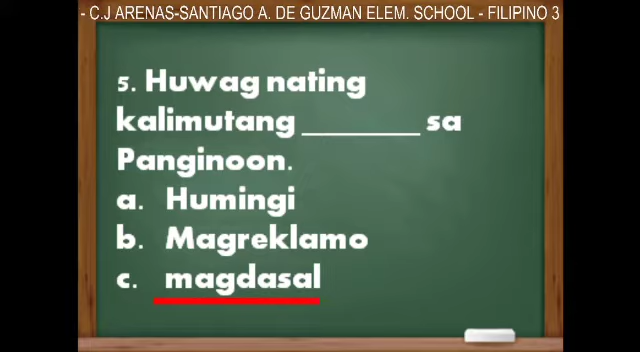 - C.J ARENAS-SANTIAGO A. DE GUZMAN ELEM. SCHOOL - FILIPINO 3
5. Huwag nating
kalimutang ________ sa
Panginoon.
a. Humingi
b. Magreklamo
c. magdasal